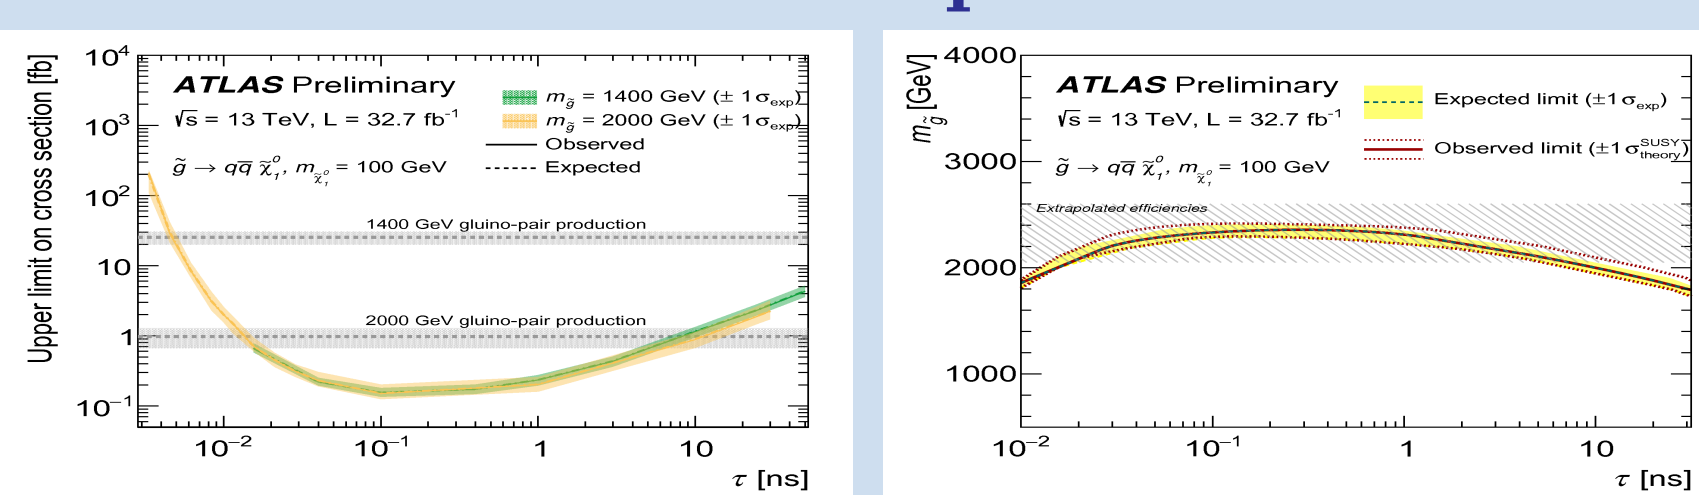 ATLAS Preliminary
√s = 13 TeV, L = 32.7 fb⁻¹
g̃ → qq̅ χ̃₁⁰, m_χ̃₁⁰ = 100 GeV
m_g̃ = 1400 GeV (± 1 σ_exp)
m_g̃ = 2000 GeV (± 1 σ_exp)
Observed
Expected
1400 GeV gluino-pair production
2000 GeV gluino-pair production
Upper limit on cross section [fb]
10⁴
10³
10²
10
1
10⁻¹
10⁻² 10⁻¹ 1 10
τ [ns]
ATLAS Preliminary
√s = 13 TeV, L = 32.7 fb⁻¹
g̃ → qq̅ χ̃₁⁰, m_χ̃₁⁰ = 100 GeV
Expected limit (±1 σ_exp)
Observed limit (±1 σ_theory^SUSY)
Extrapolated efficiencies
m_g̃ [GeV]
4000
3000
2000
1000
10⁻² 10⁻¹ 1 10
τ [ns]